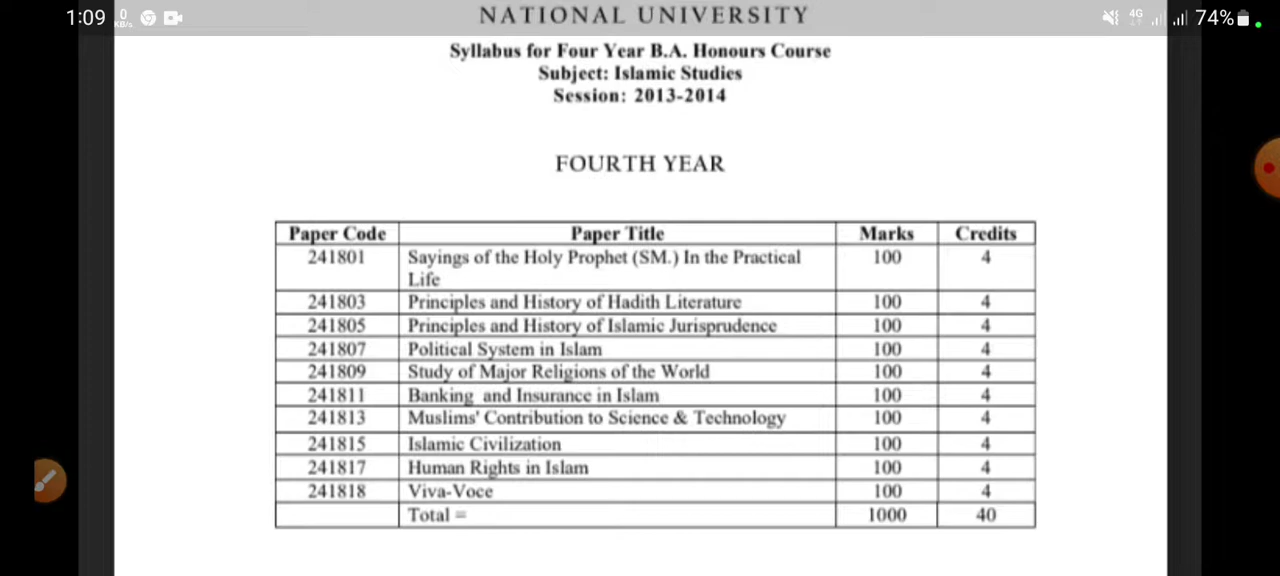 1:09 0 KB/s 4G 74%
NATIONAL UNIVERSITY
Syllabus for Four Year B.A. Honours Course
Subject: Islamic Studies
Session: 2013-2014
FOURTH YEAR
Paper Code Paper Title Marks Credits
241801 Sayings of the Holy Prophet (SM.) In the Practical 100 4
Life
241803 Principles and History of Hadith Literature 100 4
241805 Principles and History of Islamic Jurisprudence 100 4
241807 Political System in Islam 100 4
241809 Study of Major Religions of the World 100 4
241811 Banking and Insurance in Islam 100 4
241813 Muslims' Contribution to Science & Technology 100 4
241815 Islamic Civilization 100 4
241817 Human Rights in Islam 100 4
241818 Viva-Voce 100 4
Total = 1000 40